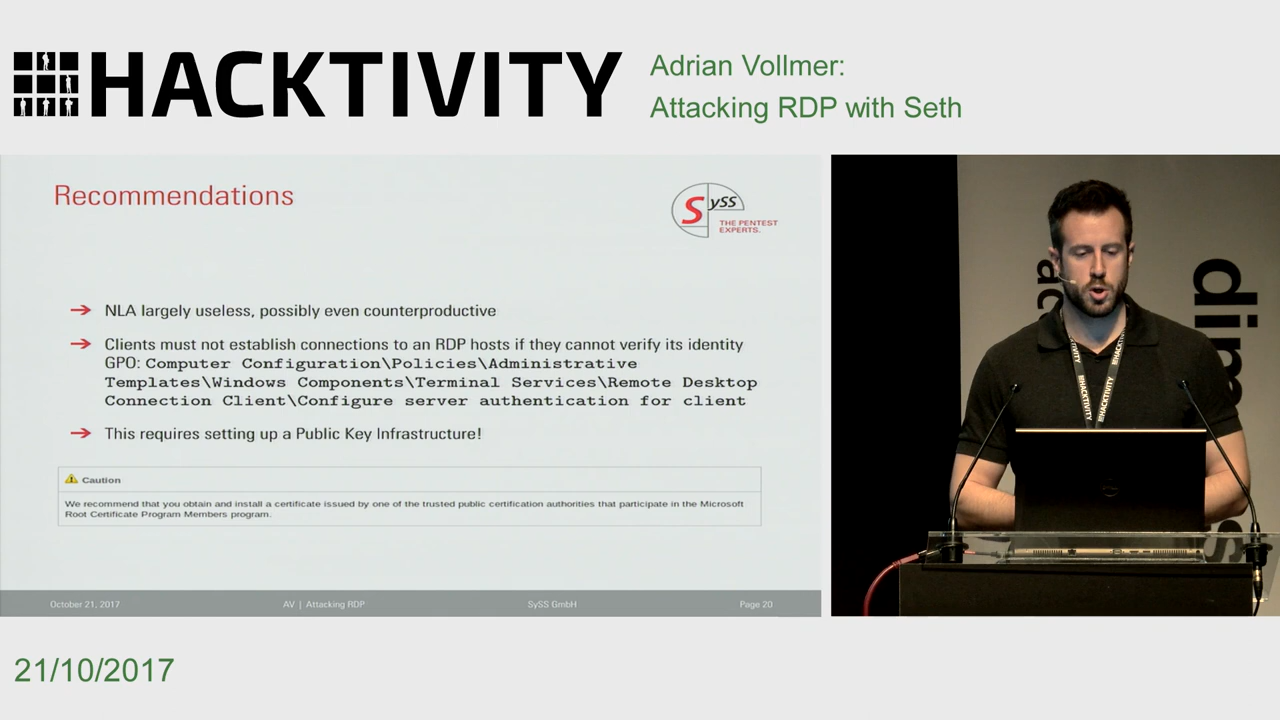 HACKTIVITY
Adrian Vollmer:
Attacking RDP with Seth
Recommendations
SySS
THE PENTEST
EXPERTS.
→ NLA largely useless, possibly even counterproductive
→ Clients must not establish connections to an RDP hosts if they cannot verify its identity
GPO: Computer Configuration\Policies\Administrative
Templates\Windows Components\Terminal Services\Remote Desktop
Connection Client\Configure server authentication for client
→ This requires setting up a Public Key Infrastructure!
Caution
We recommend that you obtain and install a certificate issued by one of the trusted public certification authorities that participate in the Microsoft
Root Certificate Program Members program.
October 21, 2017
AV | Attacking RDP
SySS GmbH
Page 20
HACKTIVITY
HACKTIVITY
21/10/2017